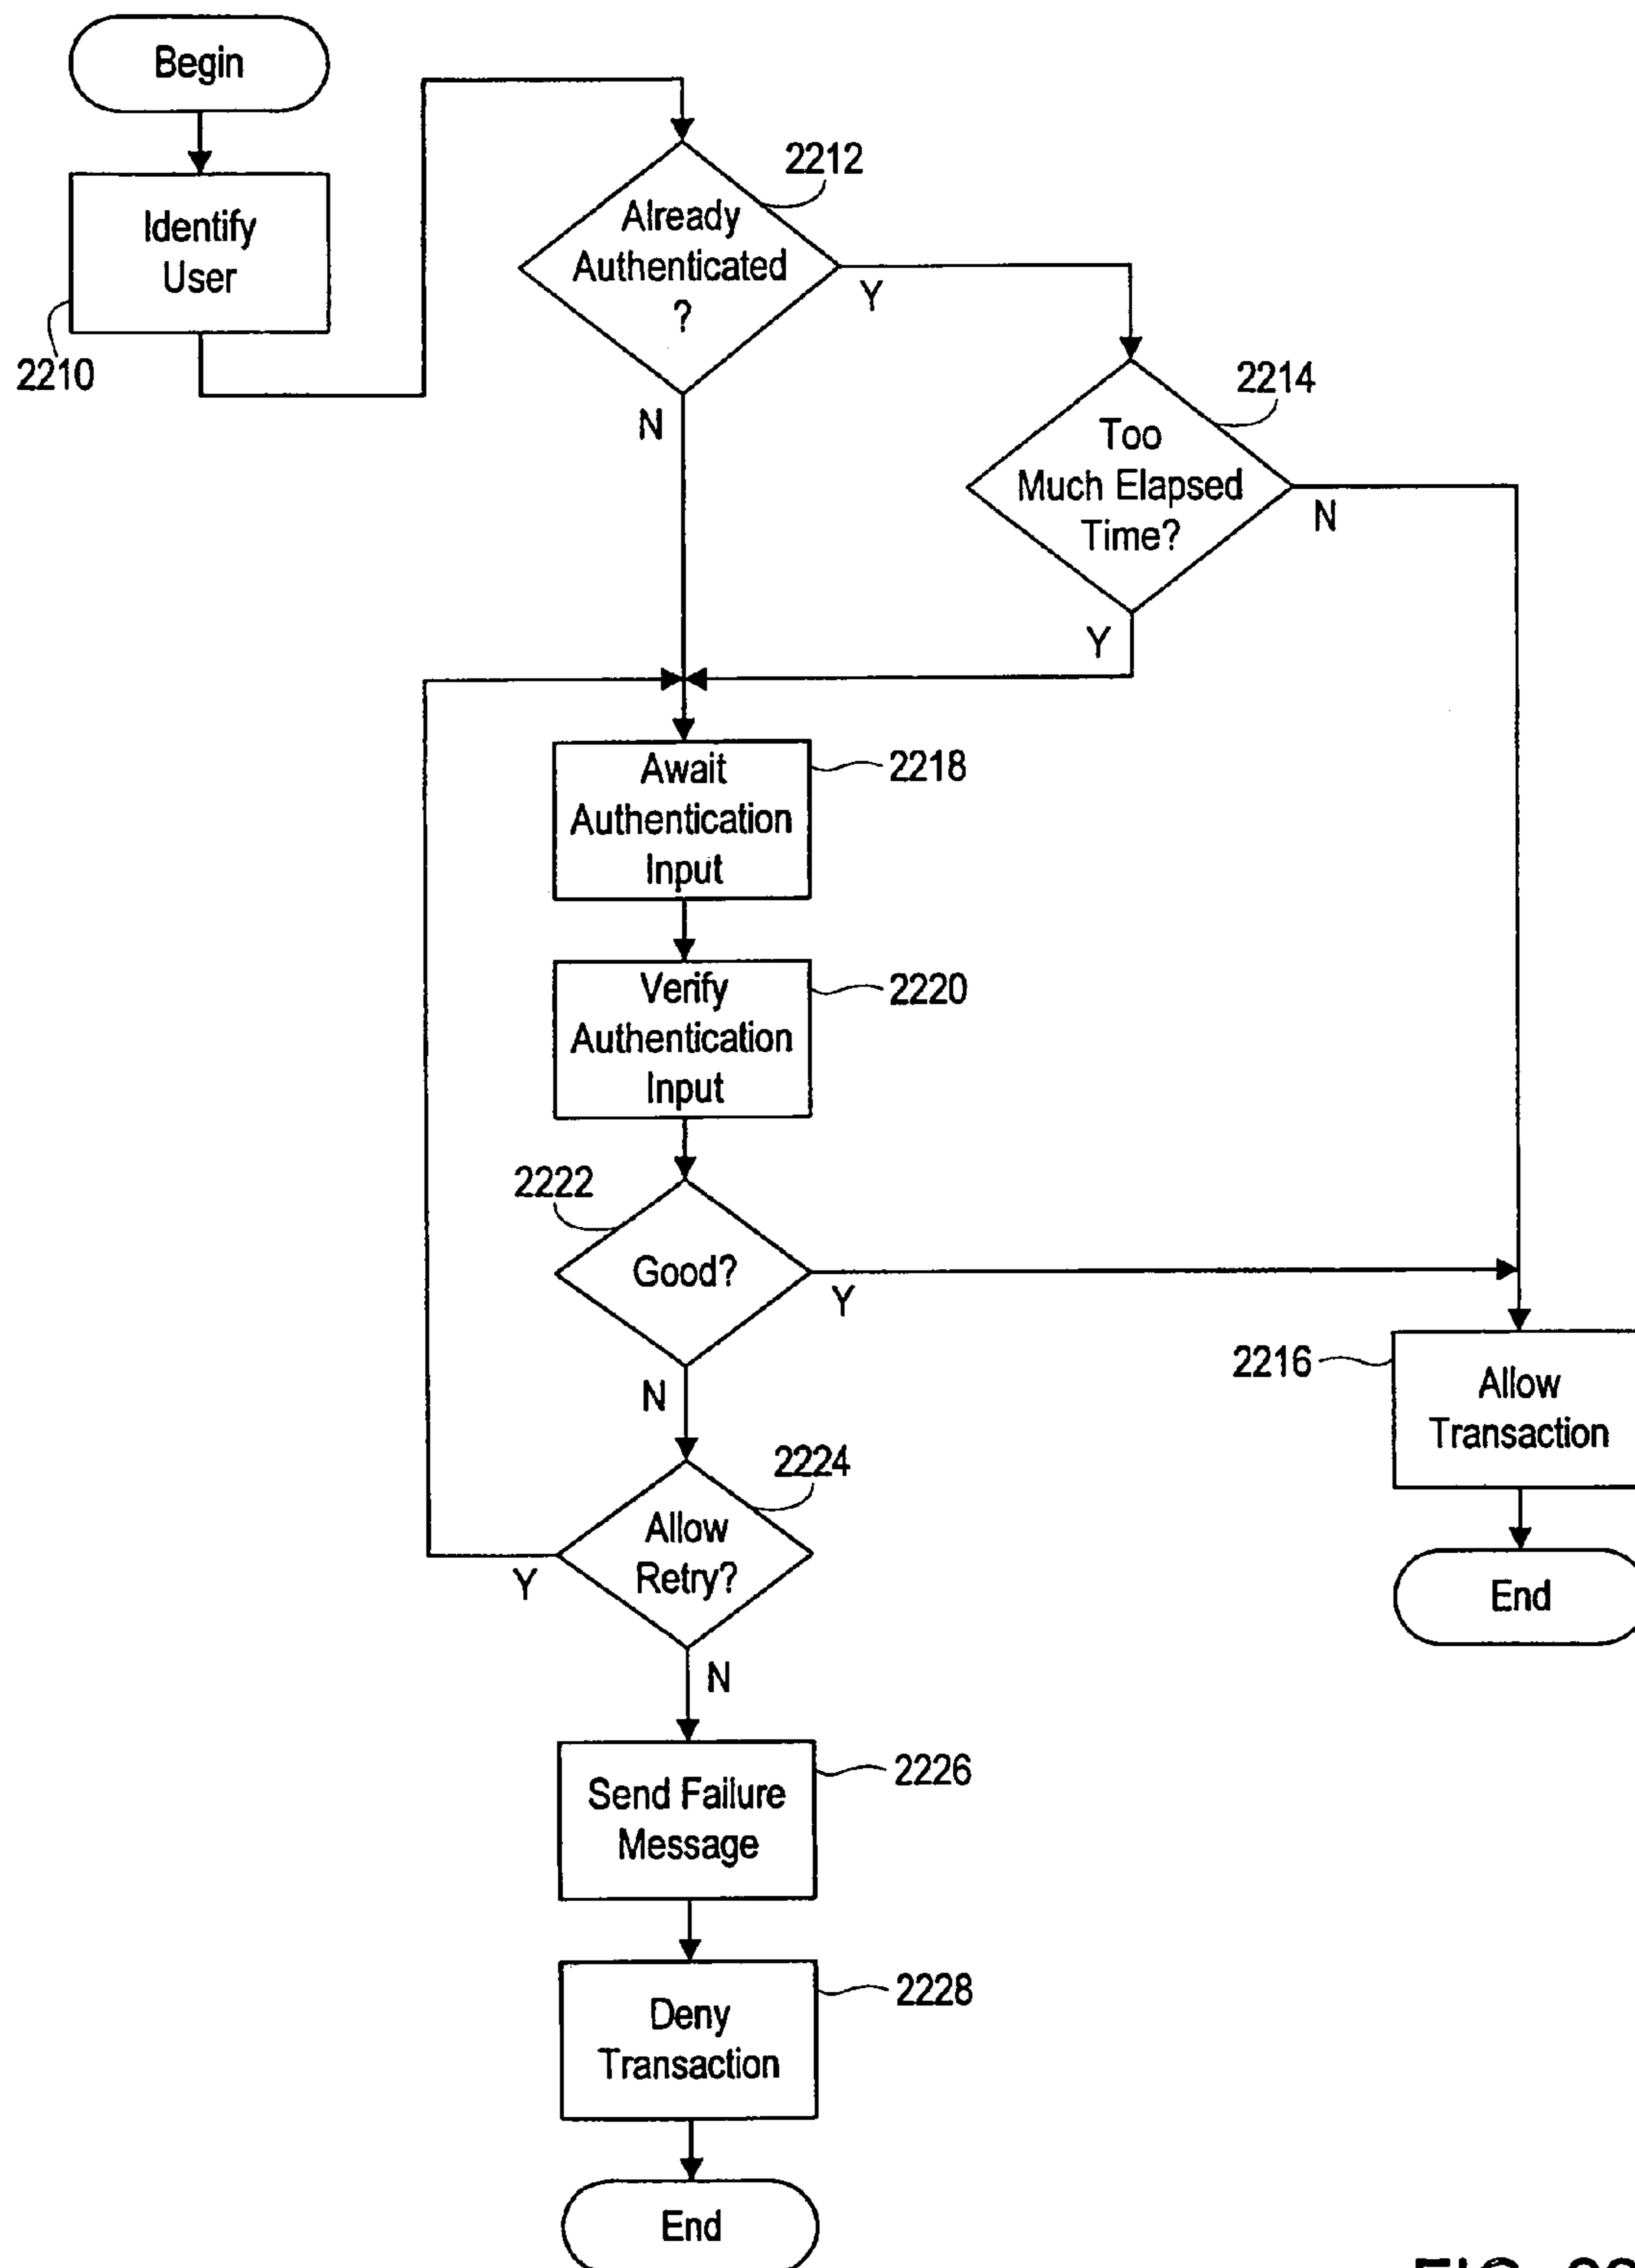 Begin
Identify
User
2210
2212
Already
Authenticated
?
Y
N
2214
Too
Much Elapsed
Time?
N
Y
Await
Authentication
Input
2218
Verify
Authentication
Input
2220
2222
Good?
Y
N
2216
Allow
Transaction
End
2224
Allow
Retry?
Y
N
Send Failure
Message
2226
Deny
Transaction
2228
End